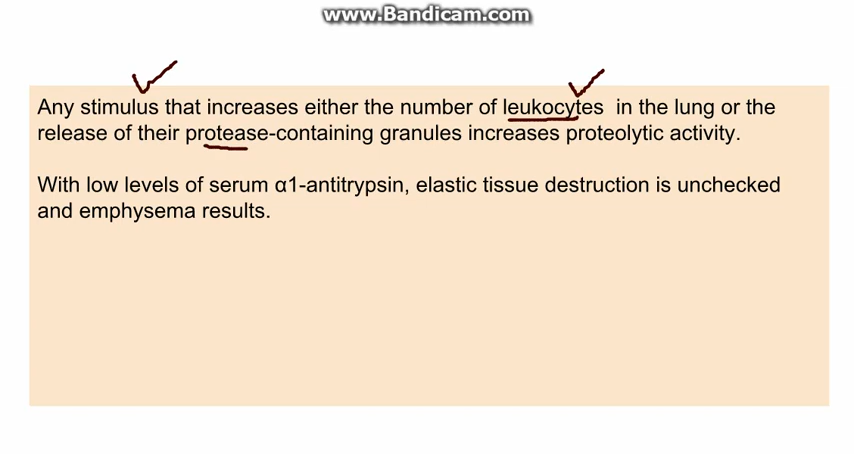 www.Bandicam.com
Any stimulus that increases either the number of leukocytes in the lung or the
release of their protease-containing granules increases proteolytic activity.
With low levels of serum α1-antitrypsin, elastic tissue destruction is unchecked
and emphysema results.